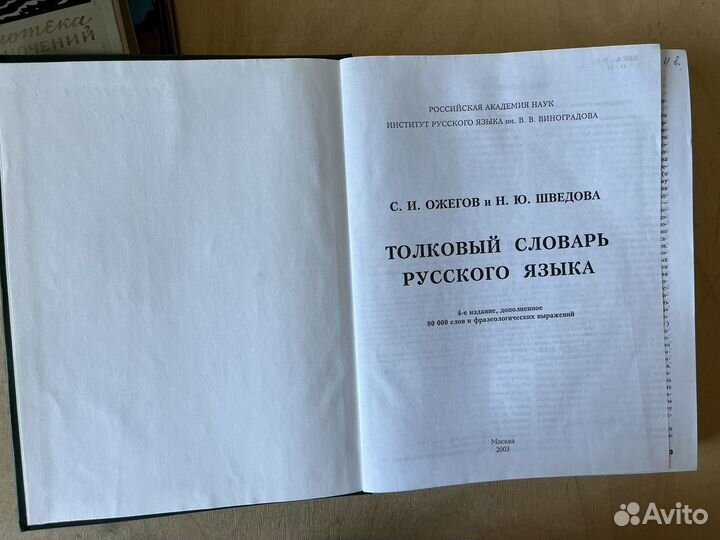 РОССИЙСКАЯ АКАДЕМИЯ НАУК
ИНСТИТУТ РУССКОГО ЯЗЫКА им. В. В. ВИНОГРАДОВА
С. И. ОЖЕГОВ и Н. Ю. ШВЕДОВА
ТОЛКОВЫЙ СЛОВАРЬ
РУССКОГО ЯЗЫКА
4-е издание, дополненное
80 000 слов и фразеологических выражений
Москва
2003
Avito